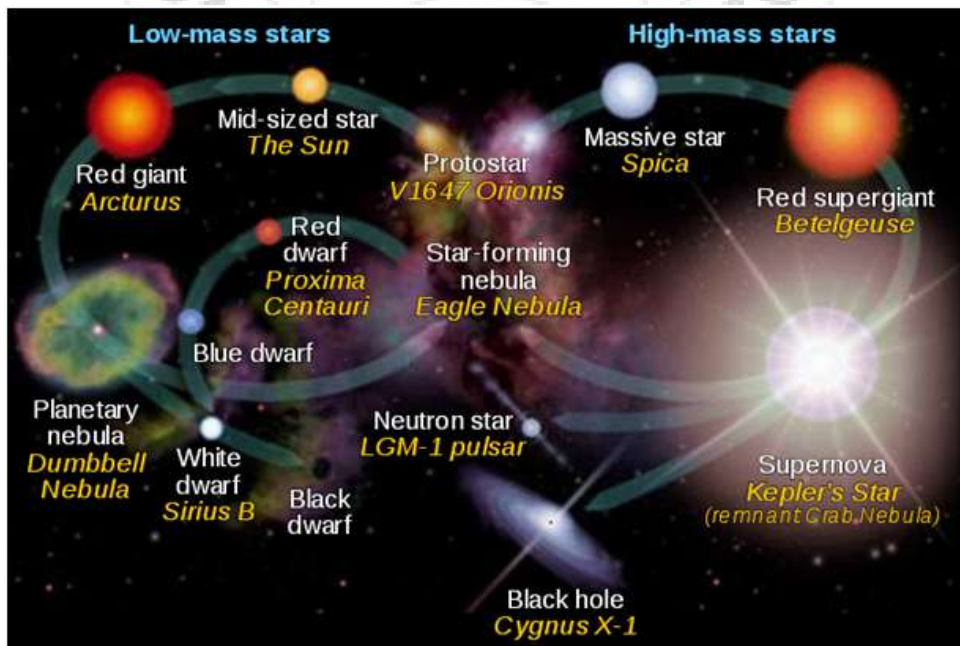 Low-mass stars
High-mass stars
Mid-sized star
The Sun
Red giant
Arcturus
Protostar
V1647 Orionis
Massive star
Spica
Red supergiant
Betelgeuse
Red
dwarf
Proxima
Centauri
Star-forming
nebula
Eagle Nebula
Blue dwarf
Planetary
nebula
Dumbbell
Nebula
White
dwarf
Sirius B
Black
dwarf
Neutron star
LGM-1 pulsar
Supernova
Kepler's Star
(remnant Crab Nebula)
Black hole
Cygnus X-1